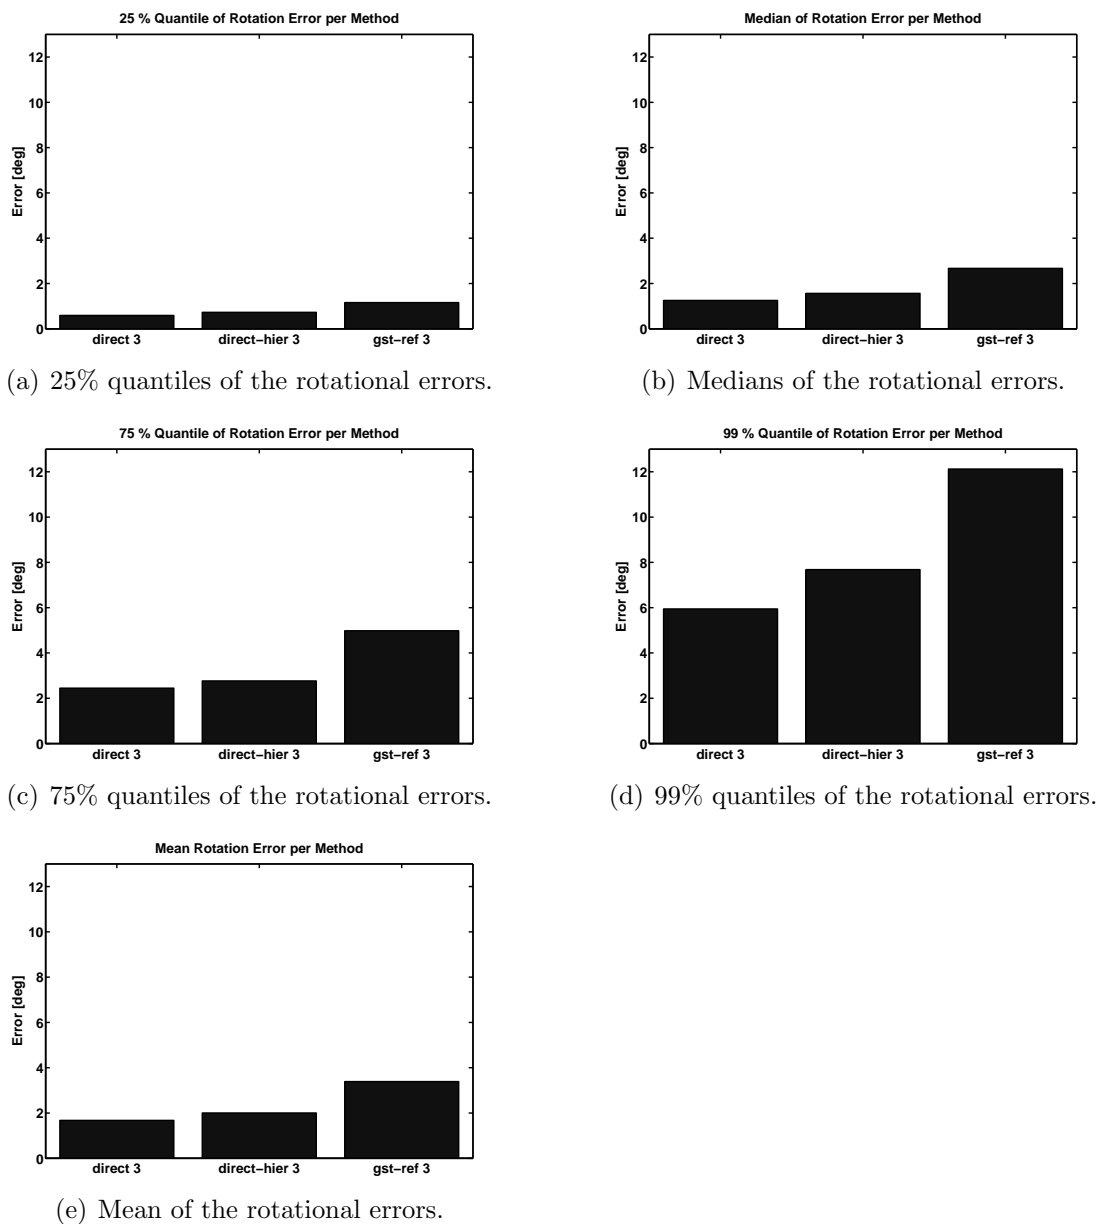 25 % Quantile of Rotation Error per Method
12
10
8
6
4
2
0
Error [deg]
direct 3 direct−hier 3 gst−ref 3
(a) 25% quantiles of the rotational errors.
Median of Rotation Error per Method
12
10
8
6
4
2
0
Error [deg]
direct 3 direct−hier 3 gst−ref 3
(b) Medians of the rotational errors.
75 % Quantile of Rotation Error per Method
12
10
8
6
4
2
0
Error [deg]
direct 3 direct−hier 3 gst−ref 3
(c) 75% quantiles of the rotational errors.
99 % Quantile of Rotation Error per Method
12
10
8
6
4
2
0
Error [deg]
direct 3 direct−hier 3 gst−ref 3
(d) 99% quantiles of the rotational errors.
Mean Rotation Error per Method
12
10
8
6
4
2
0
Error [deg]
direct 3 direct−hier 3 gst−ref 3
(e) Mean of the rotational errors.